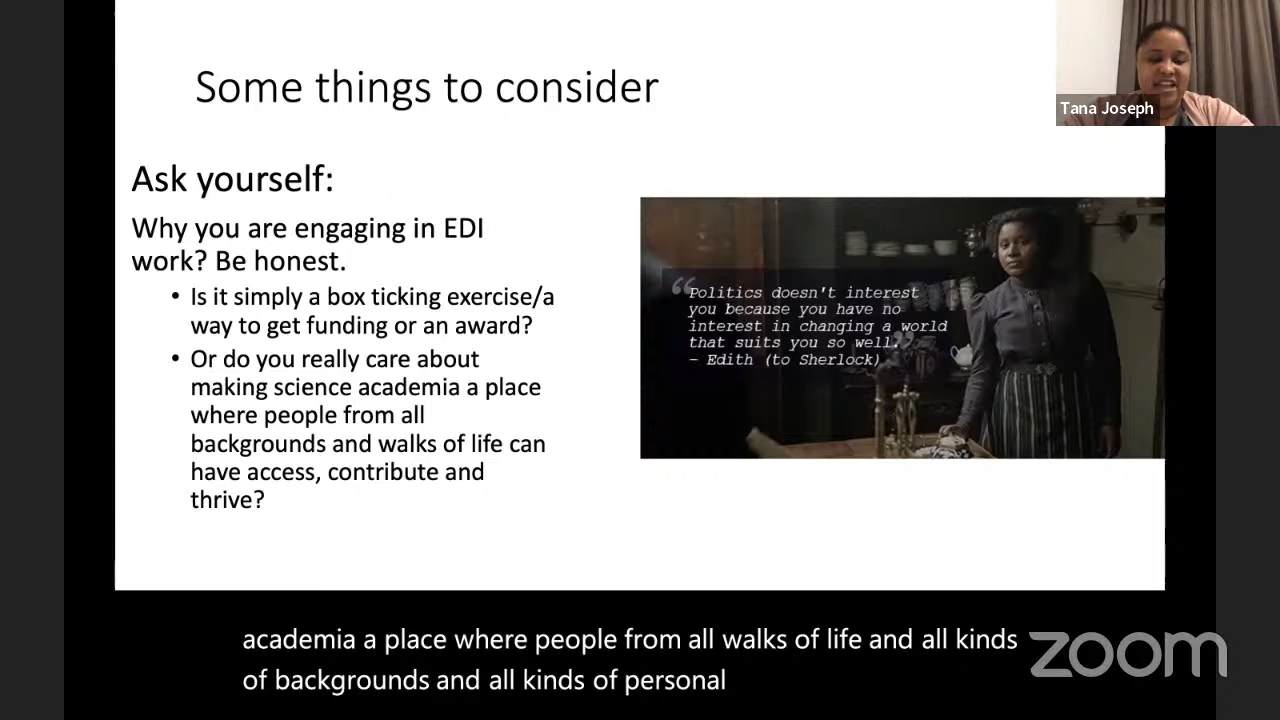 Some things to consider
Tana Joseph
Ask yourself:
Why you are engaging in EDI
work? Be honest.
• Is it simply a box ticking exercise/a
way to get funding or an award?
• Or do you really care about
making science academia a place
where people from all
backgrounds and walks of life can
have access, contribute and
thrive?
“Politics doesn't interest
you because you have no
interest in changing a world
that suits you so well.
– Edith (to Sherlock)
academia a place where people from all walks of life and all kinds
of backgrounds and all kinds of personal
zoom